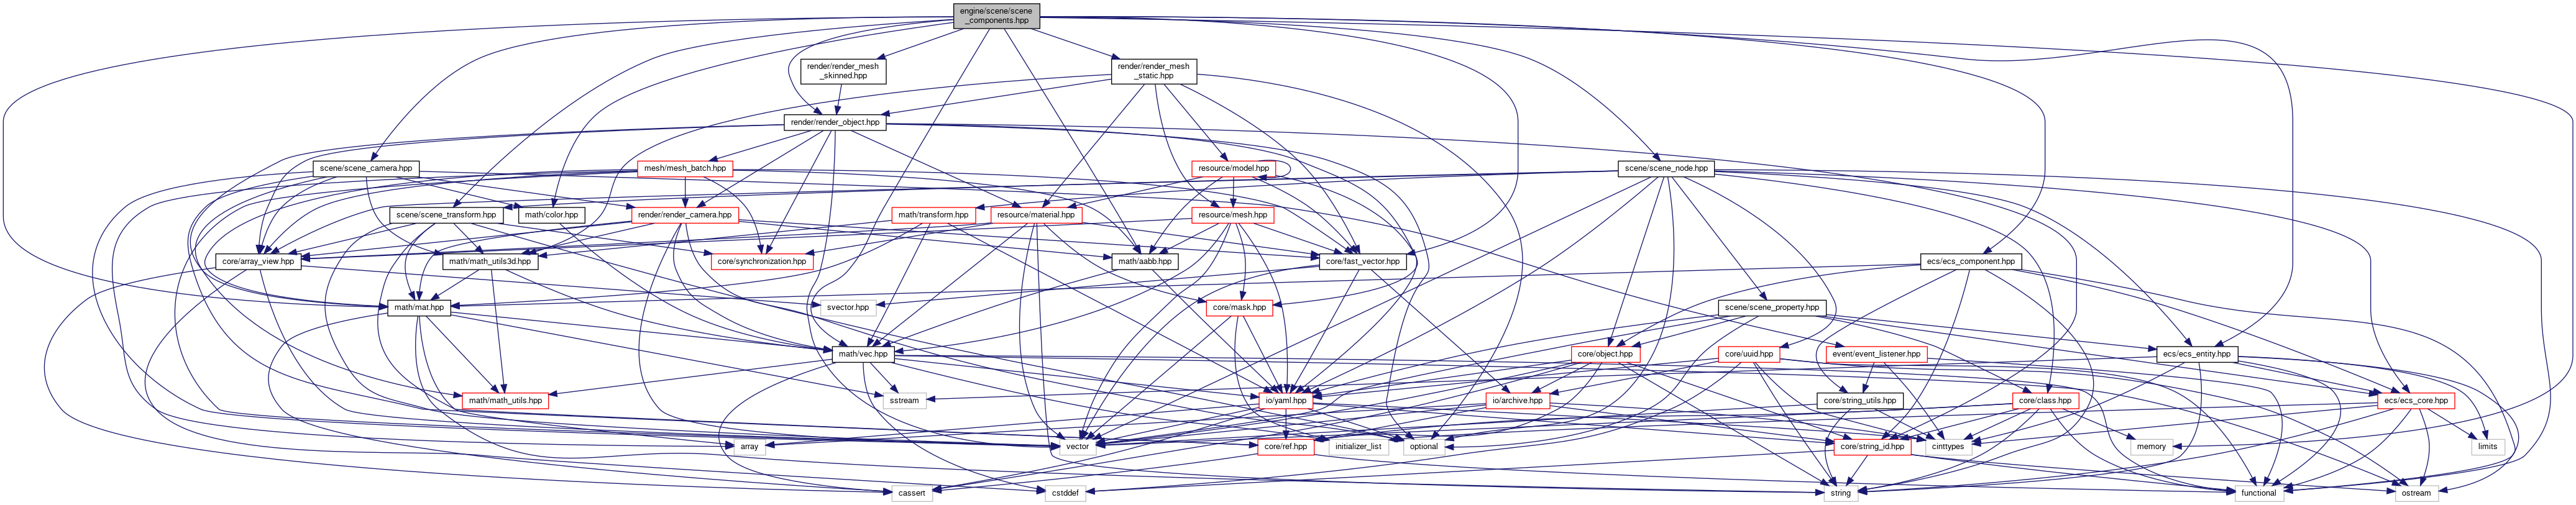 engine/scene/scene
_components.hpp
render/render_mesh
_skinned.hpp
render/render_mesh
_static.hpp
render/render_object.hpp
scene/scene_camera.hpp
mesh/mesh_batch.hpp
resource/model.hpp
scene/scene_node.hpp
scene/scene_transform.hpp
math/color.hpp
render/render_camera.hpp
math/transform.hpp
resource/material.hpp
resource/mesh.hpp
core/array_view.hpp
math/math_utils3d.hpp
core/synchronization.hpp
math/aabb.hpp
core/fast_vector.hpp
ecs/ecs_component.hpp
math/mat.hpp
svector.hpp
core/mask.hpp
scene/scene_property.hpp
math/vec.hpp
core/object.hpp
core/uuid.hpp
event/event_listener.hpp
ecs/ecs_entity.hpp
math/math_utils.hpp
sstream
io/yaml.hpp
io/archive.hpp
core/string_utils.hpp
core/class.hpp
ecs/ecs_core.hpp
array
vector
core/ref.hpp
initializer_list
optional
core/string_id.hpp
cinttypes
memory
limits
cassert
cstddef
string
functional
ostream